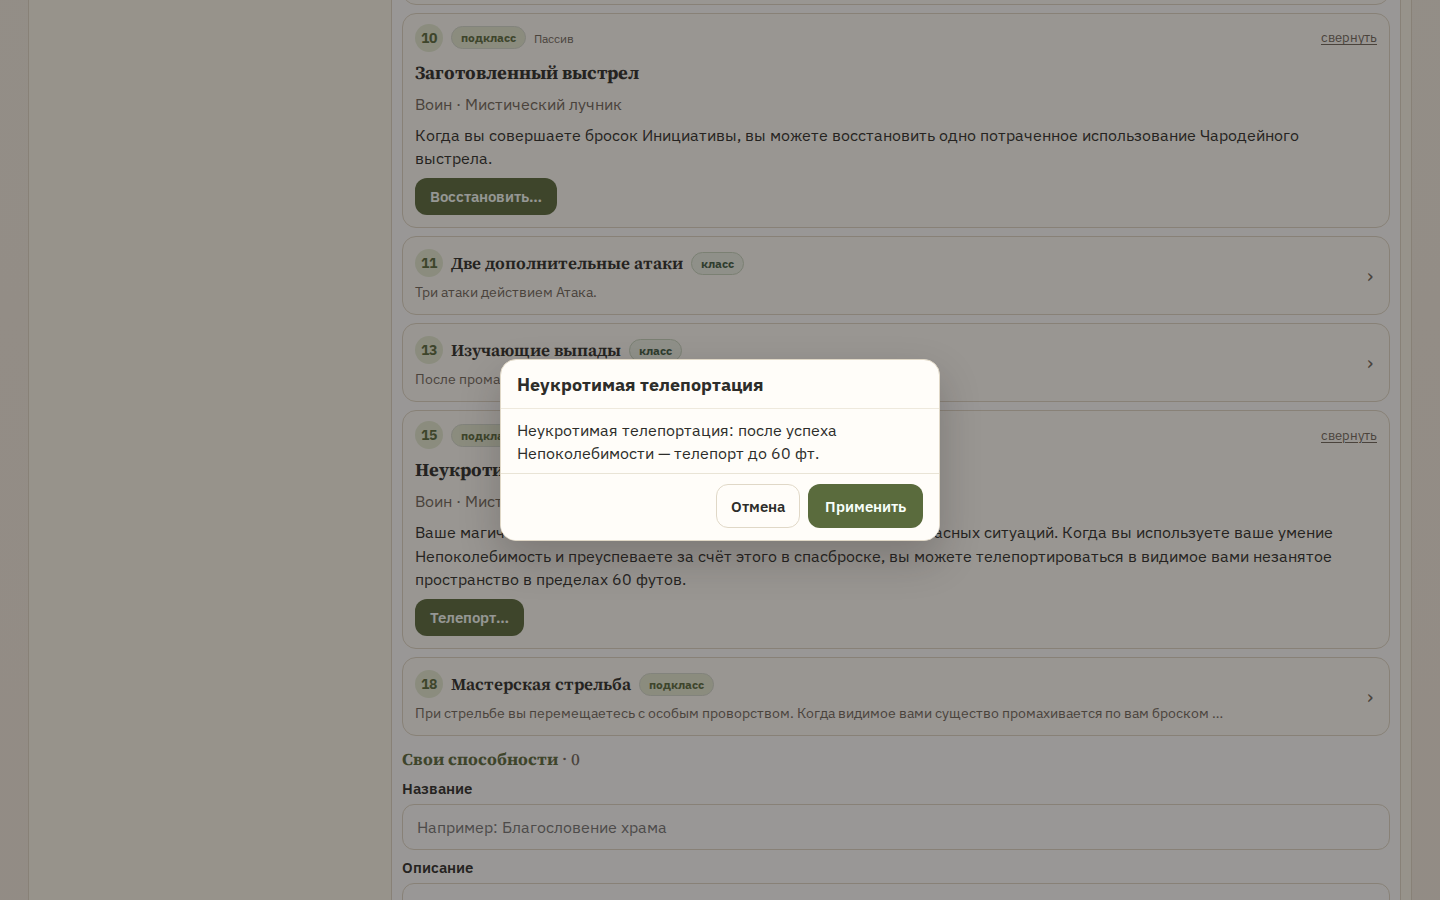 10 подкласс Пассив свернуть
Заготовленный выстрел
Воин · Мистический лучник
Когда вы совершаете бросок Инициативы, вы можете восстановить одно потраченное использование Чародейного
выстрела.
Восстановить...
11 Две дополнительные атаки класс ›
Три атаки действием Атака.
13 Изучающие выпады класс ›
После прома
Неукротимая телепортация
Неукротимая телепортация: после успеха
Непоколебимости — телепорт до 60 фт.
Отмена Применить
15 подкла свернуть
Неукроти
Воин · Мист
Ваше магич асных ситуаций. Когда вы используете ваше умение
Непоколебимость и преуспеваете за счёт этого в спасброске, вы можете телепортироваться в видимое вами незанятое
пространство в пределах 60 футов.
Телепорт...
18 Мастерская стрельба подкласс ›
При стрельбе вы перемещаетесь с особым проворством. Когда видимое вами существо промахивается по вам броском ...
Свои способности · 0
Название
Например: Благословение храма
Описание